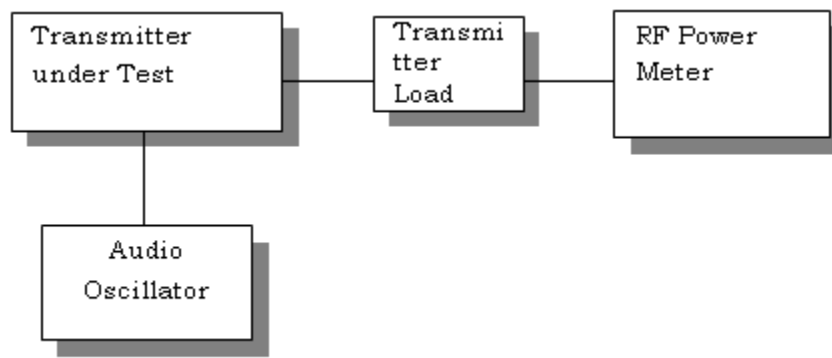 Transmitter
under Test
Transmi
tter
Load
RF Power
Meter
Audio
Oscillator